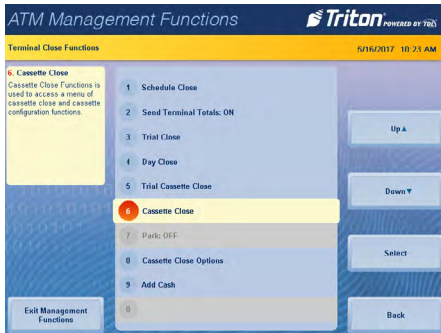 ATM Management Functions
Triton POWERED BY TDL
Terminal Close Functions
5/16/2017 10:23 AM
6. Cassette Close
Cassette Close Functions is
used to access a menu of
cassette close and cassette
configuration functions.
1 Schedule Close
2 Send Terminal Totals: ON
3 Trial Close
4 Day Close
5 Trial Cassette Close
6 Cassette Close
7 Park: OFF
8 Cassette Close Options
9 Add Cash
0
Up▲
Down▼
Select
Back
Exit Management
Functions